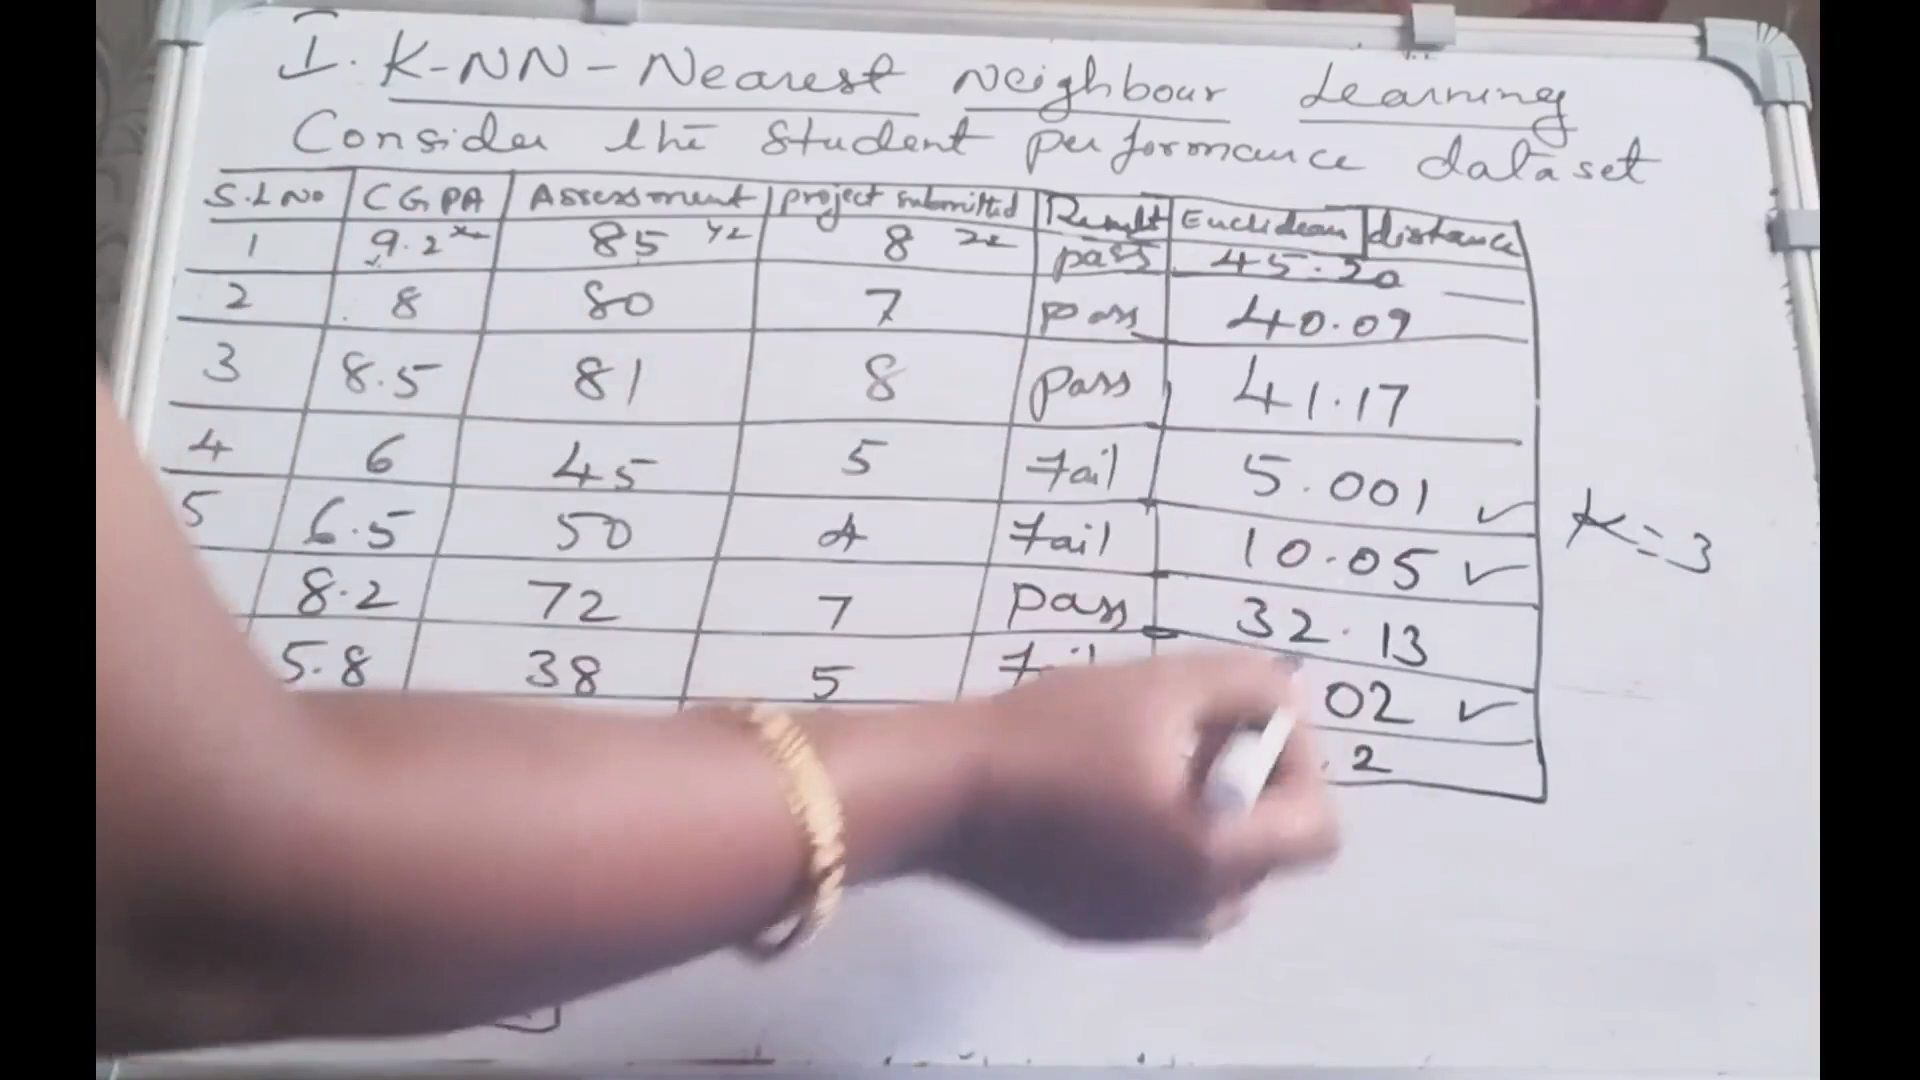 I. K-NN - Nearest Neighbour Learning
Consider the student performance dataset
S.L No CGPA Assessment project submitted Result Euclidean distance
1 9.2 85 8 pass 45.20
2 8 80 7 pass 40.09
3 8.5 81 8 pass 41.17
4 6 45 5 Fail 5.001 ✓
5 6.5 50 4 Fail 10.05 ✓
8.2 72 7 pass 32.13
5.8 38 5 02 ✓
.2
K=3